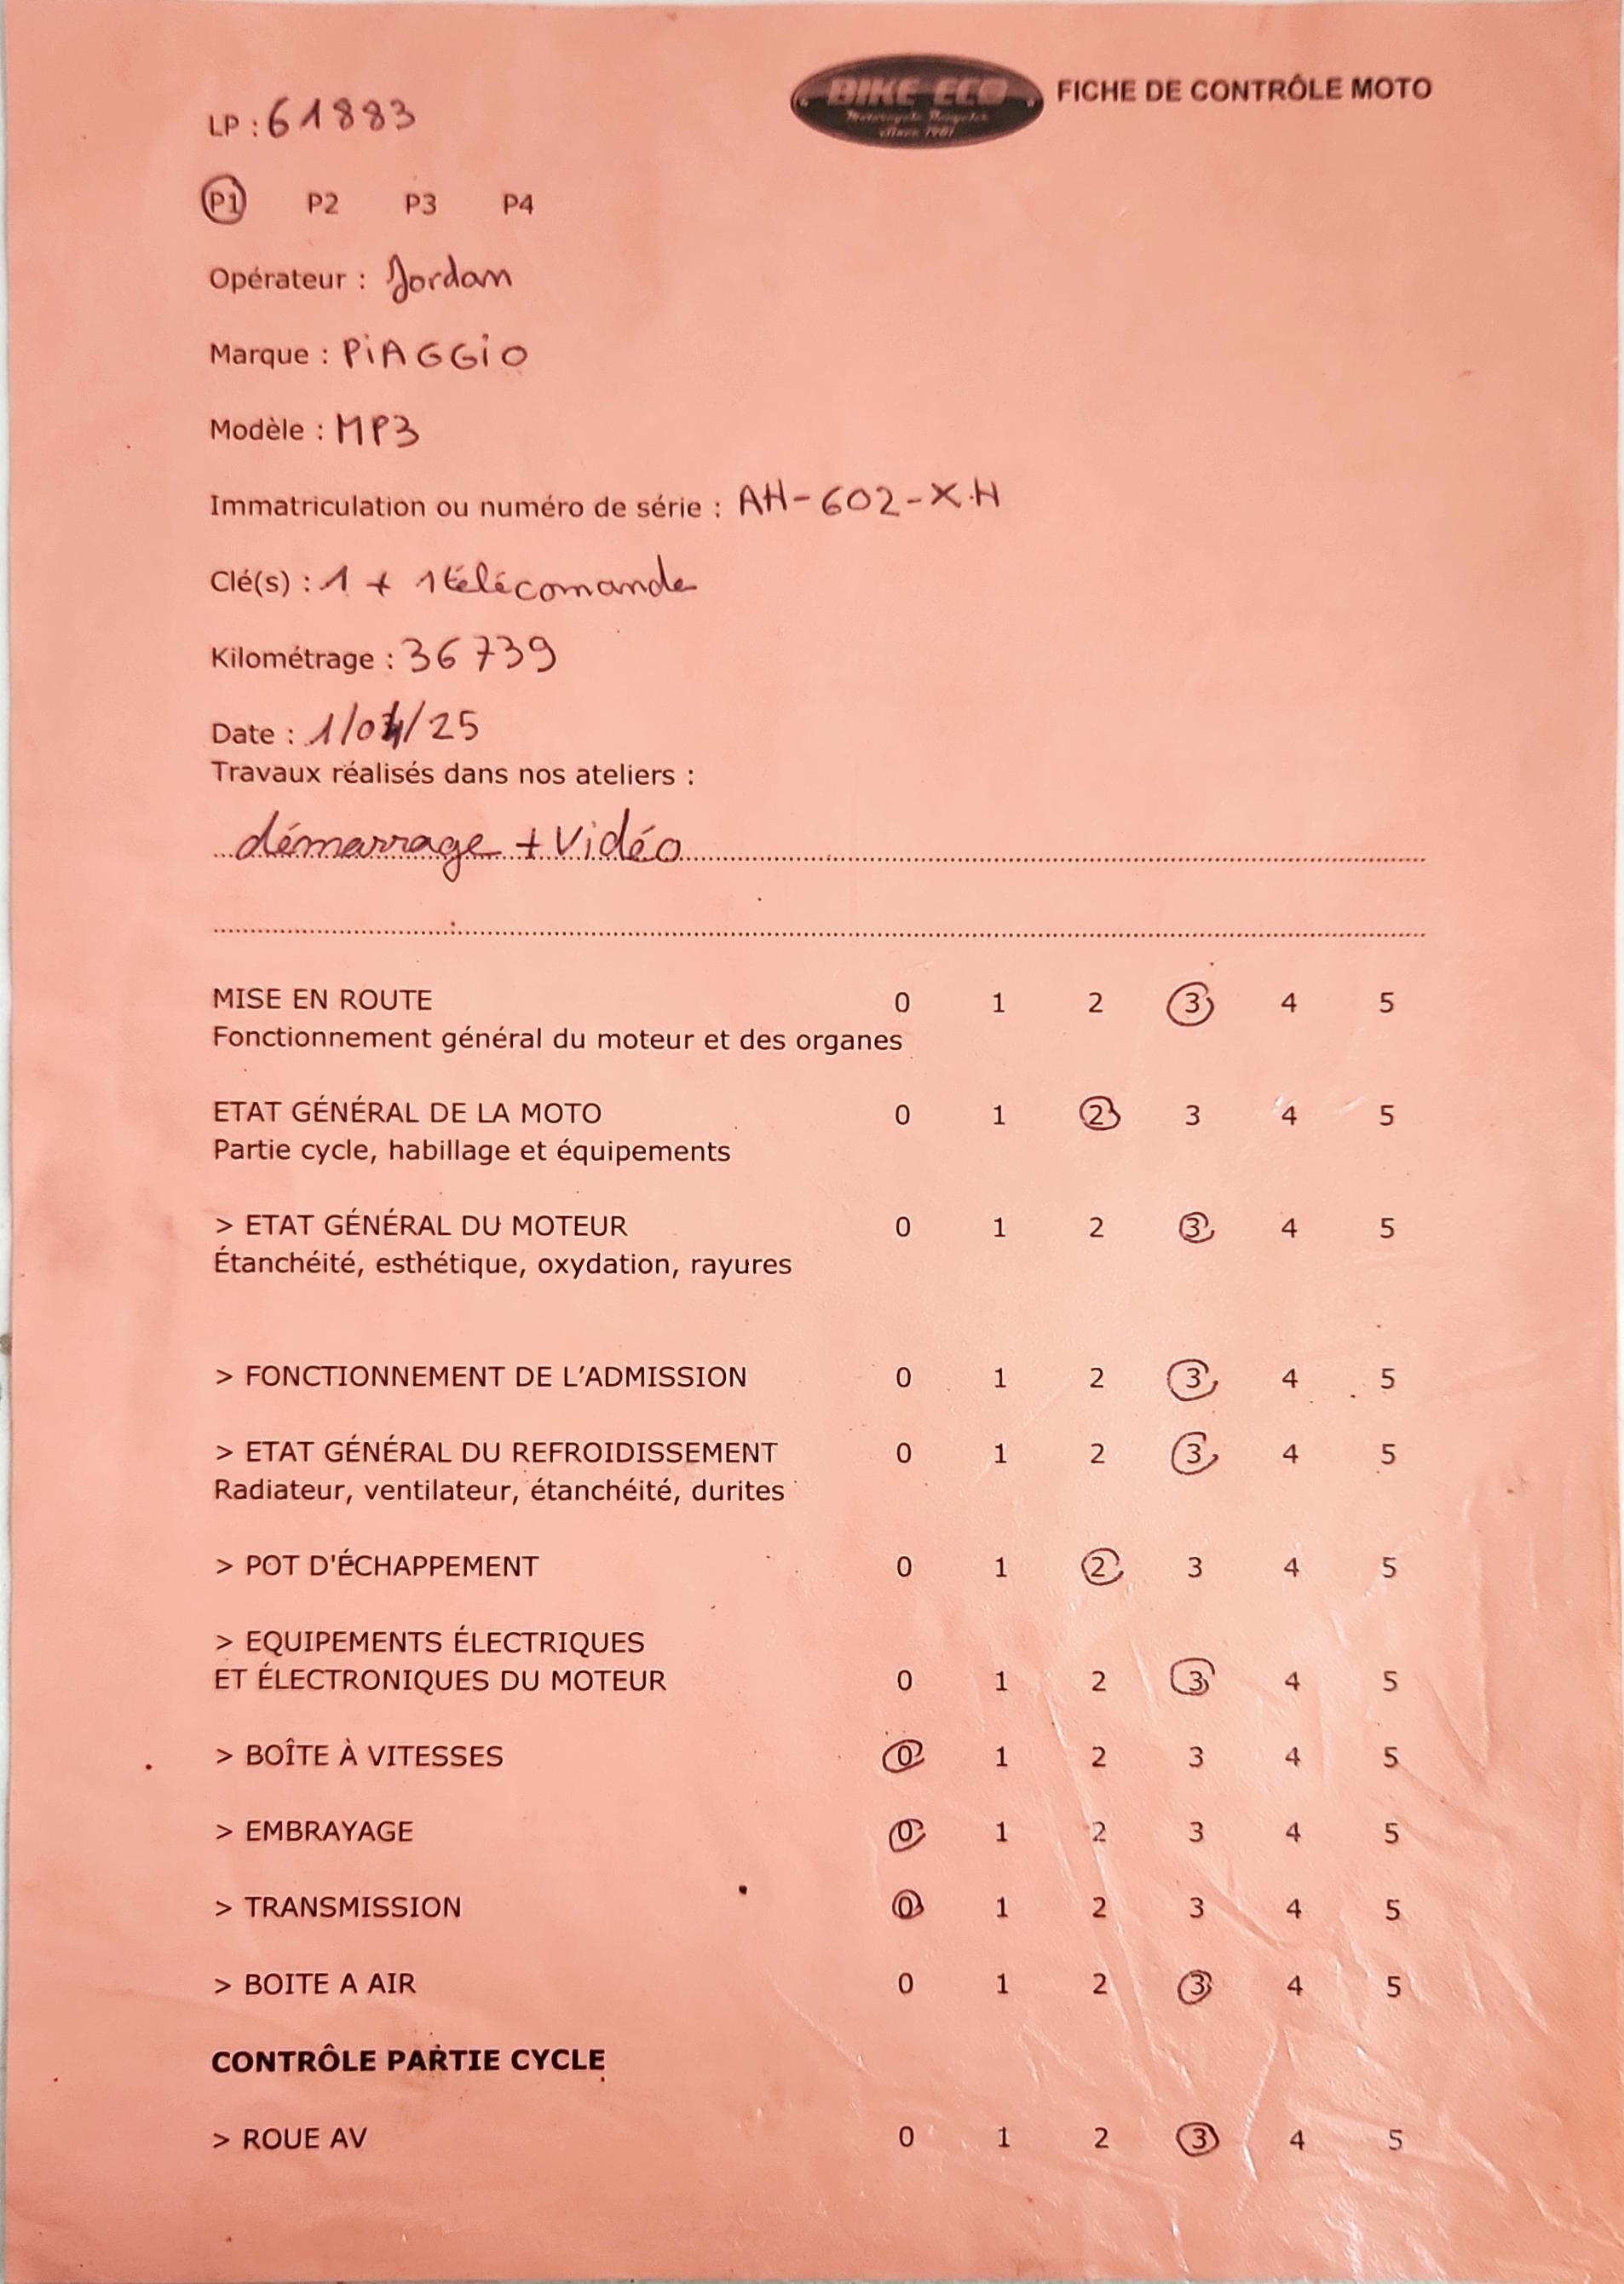 BIKE ECO
Motorcycle Recycler
Since 1981
FICHE DE CONTRÔLE MOTO
LP : 61883
P1 P2 P3 P4
Opérateur : Jordan
Marque : PiAGGiO
Modèle : MP3
Immatriculation ou numéro de série : AH-602-XH
Clé(s) : 1 + 1 télécomande
Kilométrage : 36739
Date : 1/04/25
Travaux réalisés dans nos ateliers :
démarrage + Vidéo
MISE EN ROUTE 0 1 2 3 4 5
Fonctionnement général du moteur et des organes
ETAT GÉNÉRAL DE LA MOTO 0 1 2 3 4 5
Partie cycle, habillage et équipements
> ETAT GÉNÉRAL DU MOTEUR 0 1 2 3 4 5
Étanchéité, esthétique, oxydation, rayures
> FONCTIONNEMENT DE L'ADMISSION 0 1 2 3 4 5
> ETAT GÉNÉRAL DU REFROIDISSEMENT 0 1 2 3 4 5
Radiateur, ventilateur, étanchéité, durites
> POT D'ÉCHAPPEMENT 0 1 2 3 4 5
> EQUIPEMENTS ÉLECTRIQUES
ET ÉLECTRONIQUES DU MOTEUR 0 1 2 3 4 5
> BOÎTE À VITESSES 0 1 2 3 4 5
> EMBRAYAGE 0 1 2 3 4 5
> TRANSMISSION 0 1 2 3 4 5
> BOITE A AIR 0 1 2 3 4 5
CONTRÔLE PARTIE CYCLE
> ROUE AV 0 1 2 3 4 5